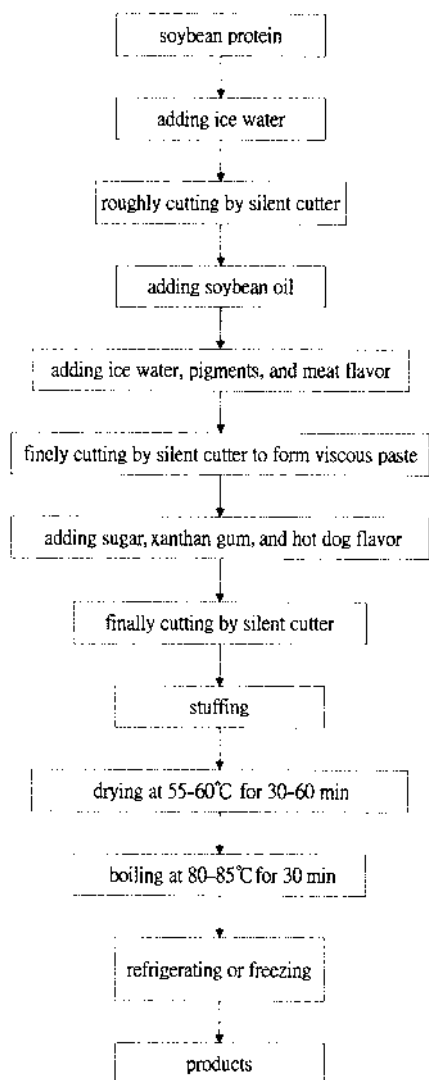 soybean protein
adding ice water
roughly cutting by silent cutter
adding soybean oil
adding ice water, pigments, and meat flavor
finely cutting by silent cutter to form viscous paste
adding sugar, xanthan gum, and hot dog flavor
finally cutting by silent cutter
stuffing
drying at 55-60℃ for 30-60 min
boiling at 80–85℃ for 30 min
refrigerating or freezing
products